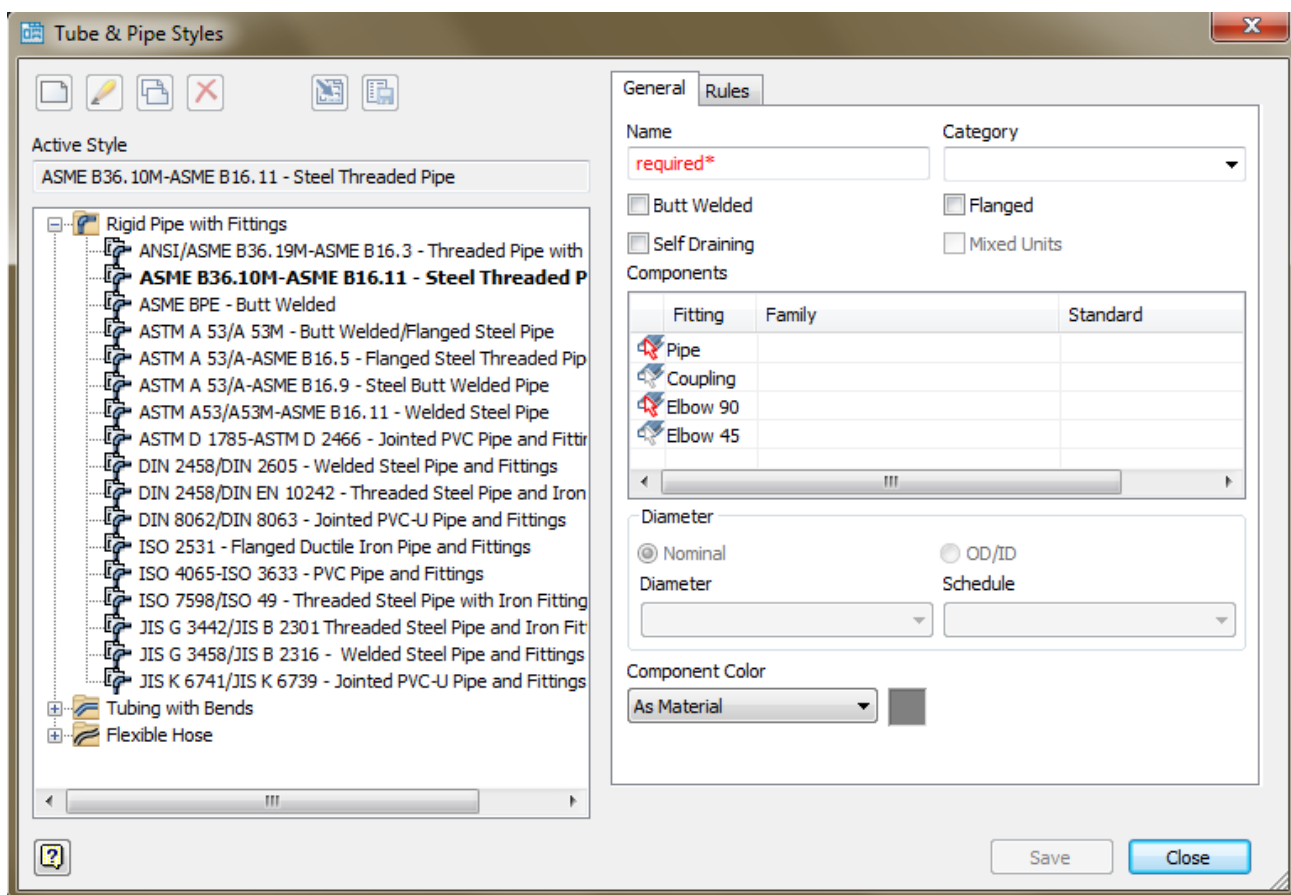 Tube & Pipe Styles
Active Style
ASME B36.10M-ASME B16.11 - Steel Threaded Pipe
Rigid Pipe with Fittings
ANSI/ASME B36.19M-ASME B16.3 - Threaded Pipe with
ASME B36.10M-ASME B16.11 - Steel Threaded P
ASME BPE - Butt Welded
ASTM A 53/A 53M - Butt Welded/Flanged Steel Pipe
ASTM A 53/A-ASME B16.5 - Flanged Steel Threaded Pip
ASTM A 53/A-ASME B16.9 - Steel Butt Welded Pipe
ASTM A53/A53M-ASME B16.11 - Welded Steel Pipe
ASTM D 1785-ASTM D 2466 - Jointed PVC Pipe and Fittir
DIN 2458/DIN 2605 - Welded Steel Pipe and Fittings
DIN 2458/DIN EN 10242 - Threaded Steel Pipe and Iron
DIN 8062/DIN 8063 - Jointed PVC-U Pipe and Fittings
ISO 2531 - Flanged Ductile Iron Pipe and Fittings
ISO 4065-ISO 3633 - PVC Pipe and Fittings
ISO 7598/ISO 49 - Threaded Steel Pipe with Iron Fitting
JIS G 3442/JIS B 2301 Threaded Steel Pipe and Iron Fit
JIS G 3458/JIS B 2316 -  Welded Steel Pipe and Fittings
JIS K 6741/JIS K 6739 - Jointed PVC-U Pipe and Fittings
Tubing with Bends
Flexible Hose
General Rules
Name Category
required*
Butt Welded Flanged
Self Draining Mixed Units
Components
Fitting Family Standard
Pipe
Coupling
Elbow 90
Elbow 45
Diameter
Nominal OD/ID
Diameter Schedule
Component Color
As Material
Save Close